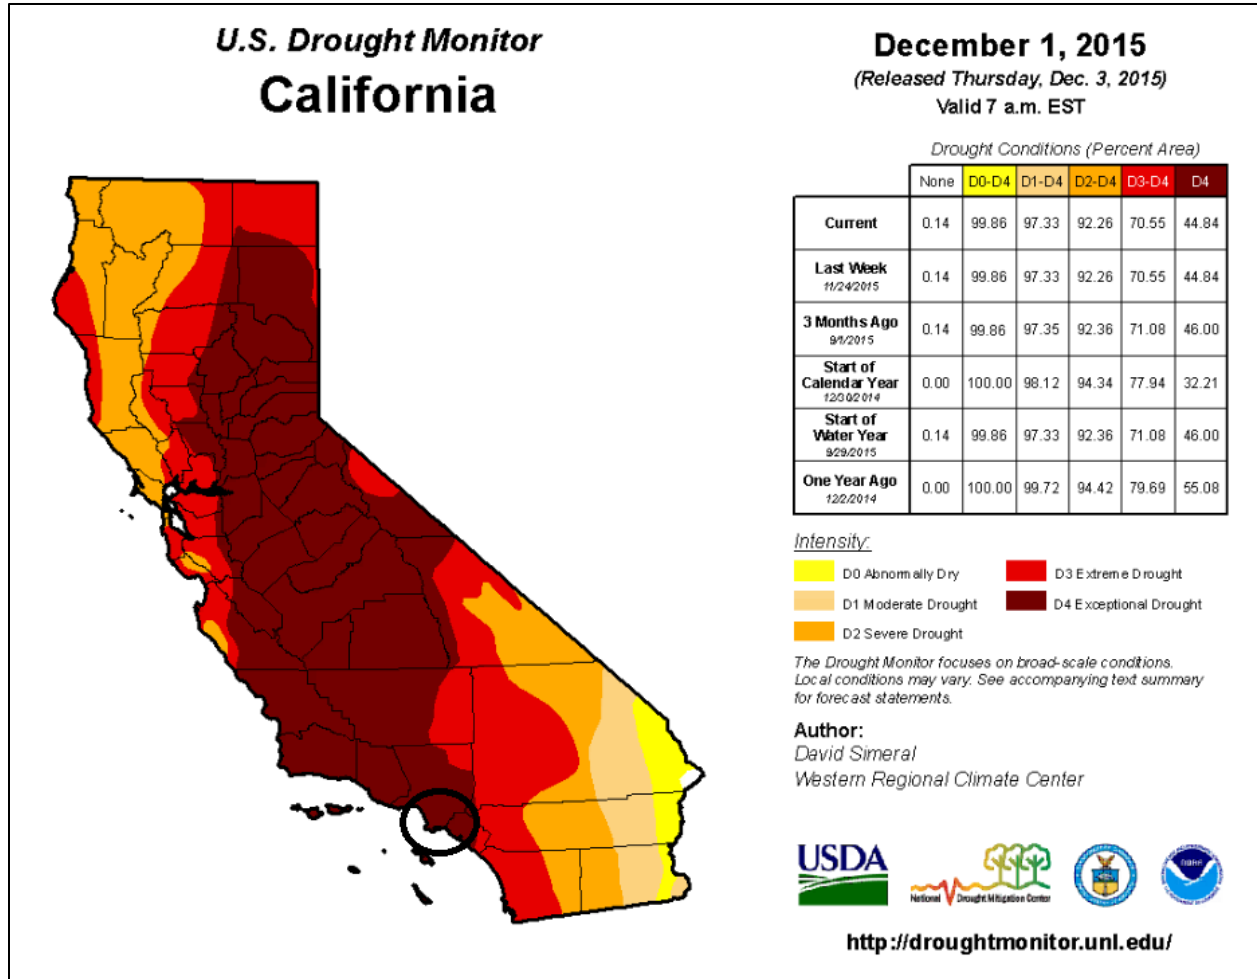 U.S. Drought Monitor
California
December 1, 2015
(Released Thursday, Dec. 3, 2015)
Valid 7 a.m. EST
Drought Conditions (Percent Area)
None D0-D4 D1-D4 D2-D4 D3-D4 D4
Current 0.14 99.86 97.33 92.26 70.55 44.84
Last Week
11/24/2015 0.14 99.86 97.33 92.26 70.55 44.84
3 Months Ago
9/1/2015 0.14 99.86 97.35 92.36 71.08 46.00
Start of
Calendar Year
12/30/2014 0.00 100.00 98.12 94.34 77.94 32.21
Start of
Water Year
9/29/2015 0.14 99.86 97.33 92.36 71.08 46.00
One Year Ago
12/2/2014 0.00 100.00 99.72 94.42 79.69 55.08
Intensity:
D0 Abnormally Dry
D1 Moderate Drought
D2 Severe Drought
D3 Extreme Drought
D4 Exceptional Drought
The Drought Monitor focuses on broad-scale conditions.
Local conditions may vary. See accompanying text summary
for forecast statements.
Author:
David Simeral
Western Regional Climate Center
USDA
National Drought Mitigation Center
NOAA
http://droughtmonitor.unl.edu/